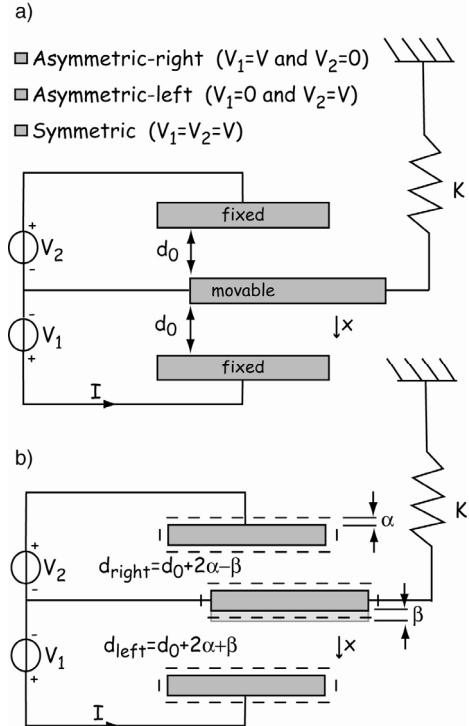 a)
Asymmetric-right (V1=V and V2=0)
Asymmetric-left (V1=0 and V2=V)
Symmetric (V1=V2=V)
K
fixed
+
V2
-
d0
movable
-
V1
+
d0
↓x
fixed
I
b)
K
α
+
V2
-
dright=d0+2α-β
β
-
V1
+
dleft=d0+2α+β
↓x
I